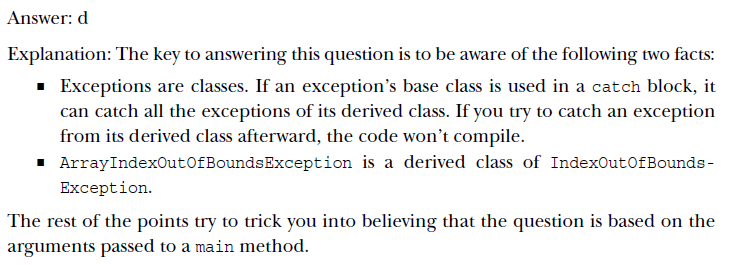 Answer: d
Explanation: The key to answering this question is to be aware of the following two facts:
■ Exceptions are classes. If an exception’s base class is used in a catch block, it
can catch all the exceptions of its derived class. If you try to catch an exception
from its derived class afterward, the code won’t compile.
■ ArrayIndexOutOfBoundsException is a derived class of IndexOutOfBounds-
Exception.
The rest of the points try to trick you into believing that the question is based on the
arguments passed to a main method.